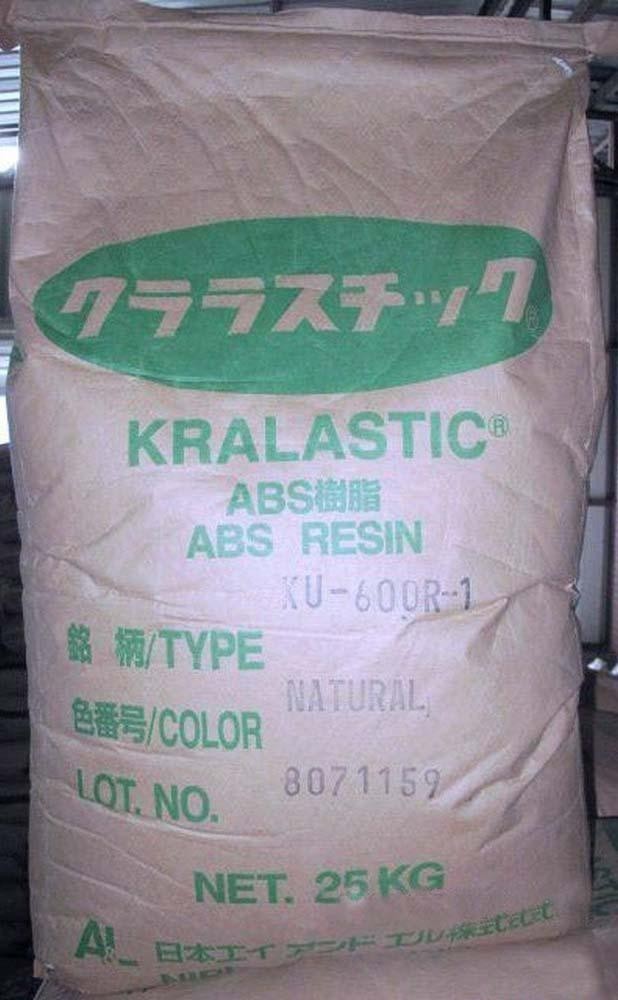 クララスチック®
KRALASTIC®
ABS樹脂
ABS RESIN
KU-600R-1
銘 柄/TYPE
NATURAL
色番号/COLOR
8071159
LOT. NO.
NET. 25KG
日本エイ アンド エル株式会社